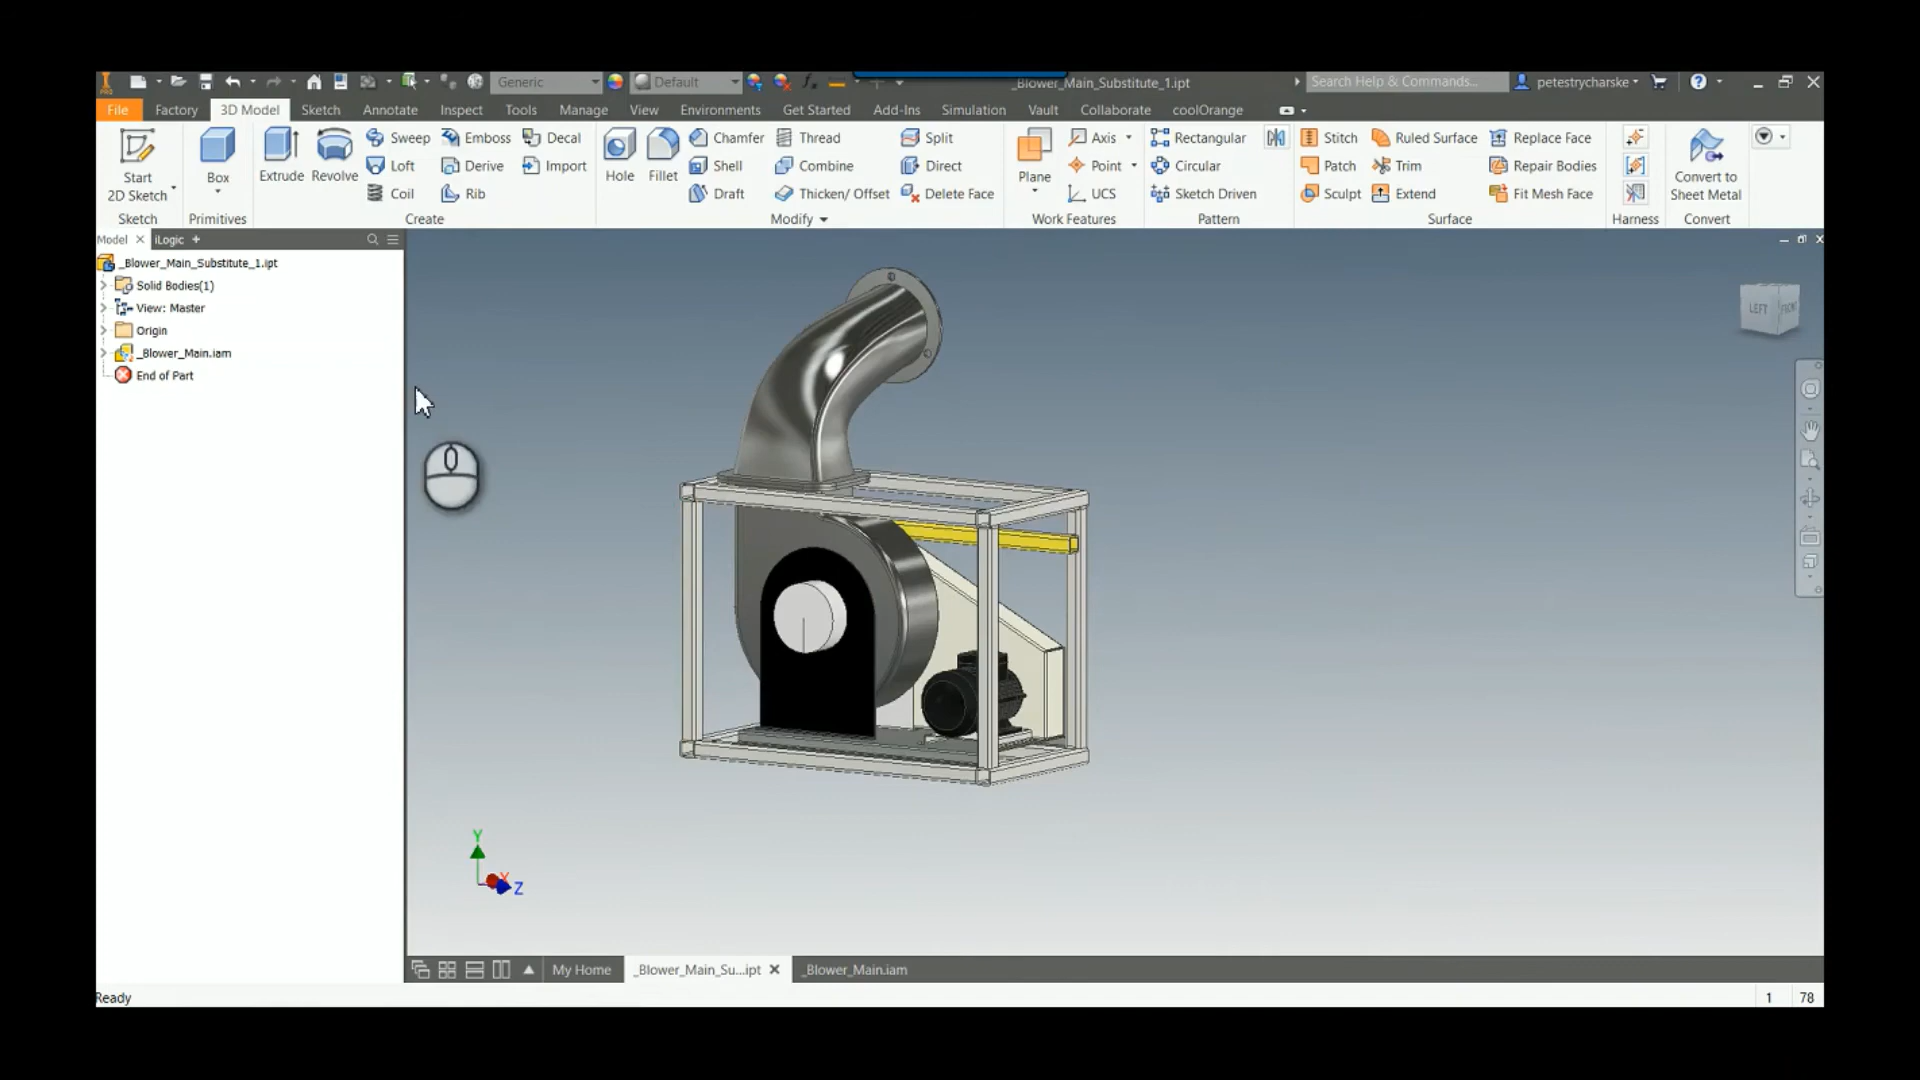 Generic
Default
_Blower_Main_Substitute_1.ipt
Search Help & Commands...
petestrycharske
File
Factory
3D Model
Sketch
Annotate
Inspect
Tools
Manage
View
Environments
Get Started
Add-Ins
Simulation
Vault
Collaborate
coolOrange
Start
2D Sketch
Sketch
Box
Primitives
Extrude
Revolve
Sweep
Emboss
Decal
Loft
Derive
Import
Coil
Rib
Create
Hole
Fillet
Chamfer
Thread
Split
Shell
Combine
Direct
Draft
Thicken/ Offset
Delete Face
Modify
Plane
Axis
Point
UCS
Work Features
Rectangular
Circular
Sketch Driven
Pattern
Stitch
Ruled Surface
Replace Face
Patch
Trim
Repair Bodies
Sculpt
Extend
Fit Mesh Face
Surface
Harness
Convert to
Sheet Metal
Convert
Model
iLogic
_Blower_Main_Substitute_1.ipt
Solid Bodies(1)
View: Master
Origin
_Blower_Main.iam
End of Part
LEFT
FRONT
Y
X
Z
My Home
_Blower_Main_Su...ipt
_Blower_Main.iam
Ready
1
78